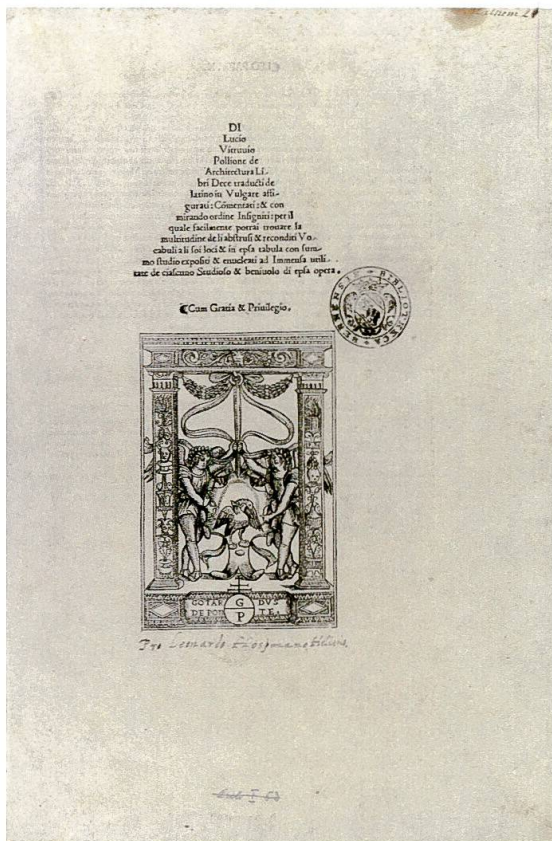 DI
Lucio
Vitruuio
Pollione de
Architectura Li-
bri Dece traducti de
latino in Vulgare affi-
gurati: Cõmentati: & con
mirando ordine Insigniti: per il
quale facilmente potrai trouare la
multitudine de li abstrusi & reconditi Vo-
cabuli a li soi loci & in epsa tabula con sum-
mo studio expositi & enucleati ad Immensa utili-
tate de ciascuno Studioso & beniuolo di epsa opera.
BIBLIOTHECA
Cum Gratia & Priuilegio.
GOTAR G DVS
DE PON P TE.
Pro Leonardo